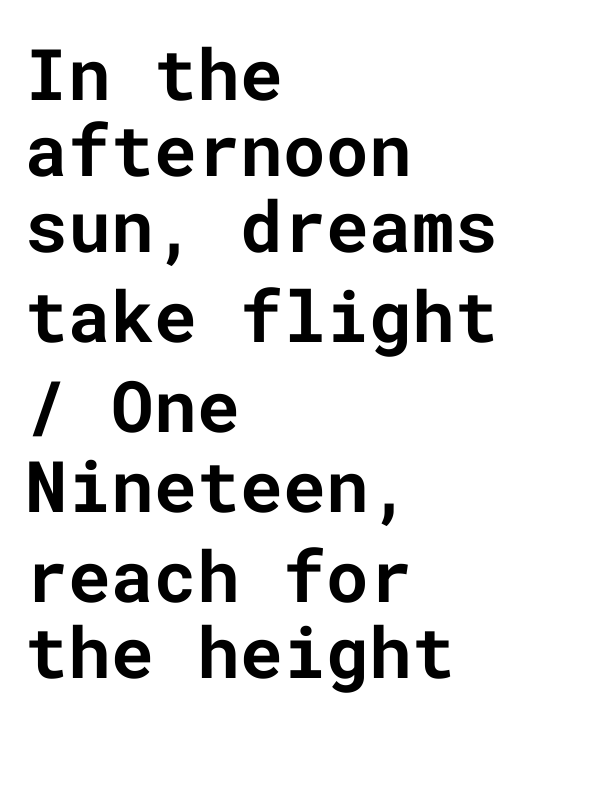 In the
afternoon
sun, dreams
take flight
/ One
Nineteen,
reach for
the height